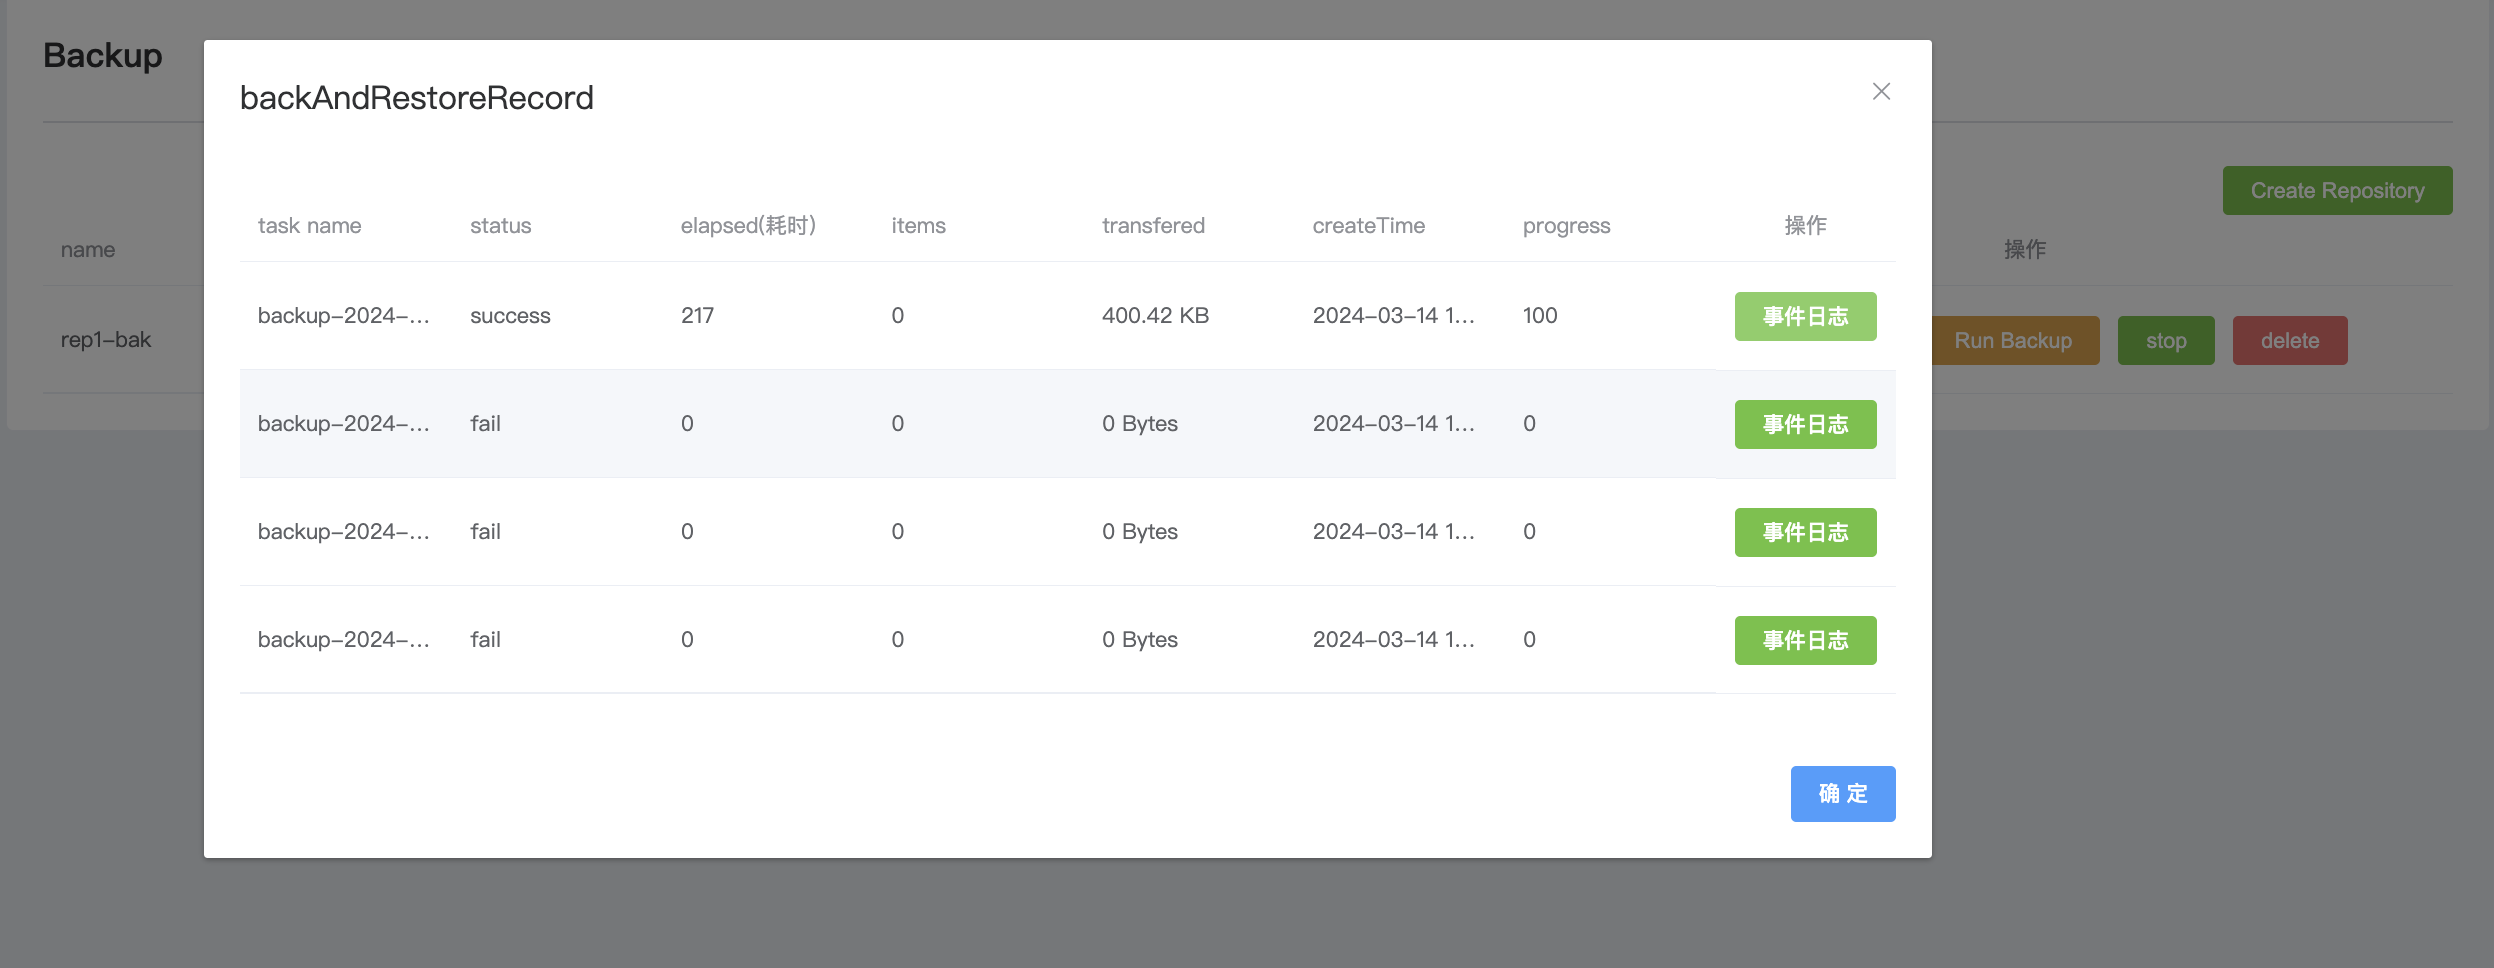 Backup
backAndRestoreRecord
Create Repository
task name status elapsed(耗时) items transfered createTime progress 操作
name 操作
backup-2024-... success 217 0 400.42 KB 2024-03-14 1... 100 事件日志
rep1-bak Run Backup stop delete
backup-2024-... fail 0 0 0 Bytes 2024-03-14 1... 0 事件日志
backup-2024-... fail 0 0 0 Bytes 2024-03-14 1... 0 事件日志
backup-2024-... fail 0 0 0 Bytes 2024-03-14 1... 0 事件日志
确 定